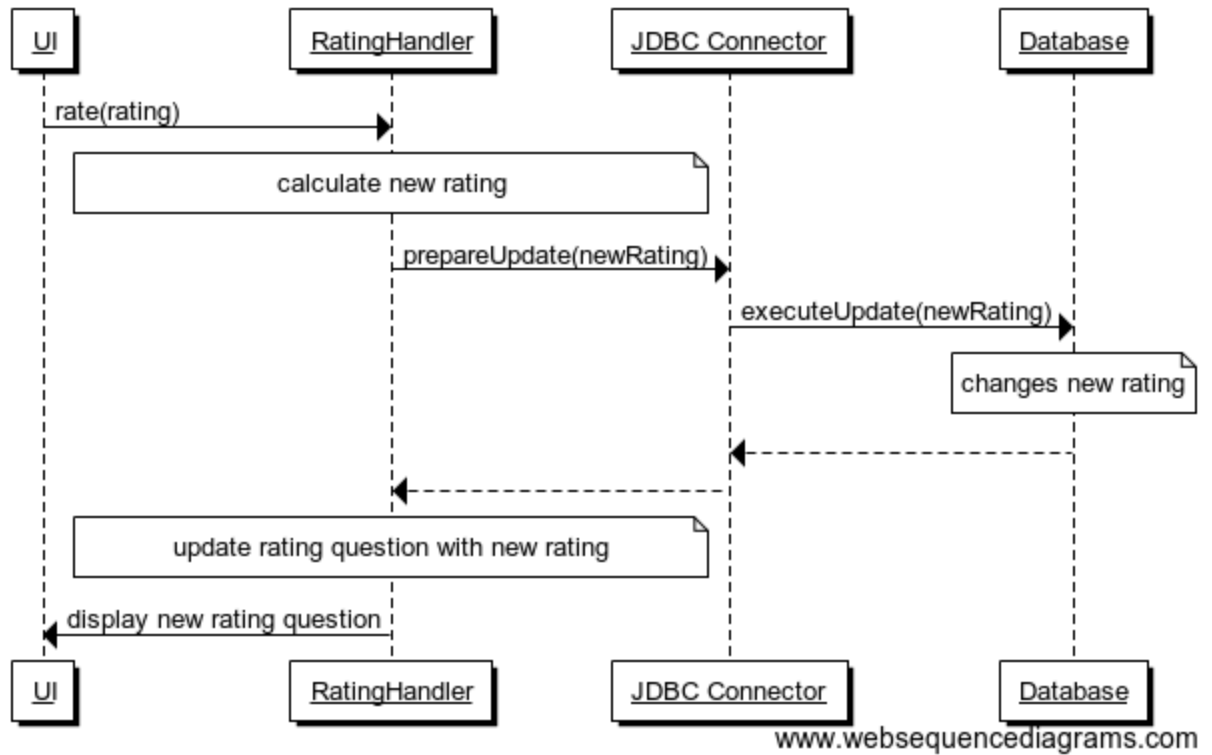 UI
RatingHandler
JDBC Connector
Database
rate(rating)
calculate new rating
prepareUpdate(newRating)
executeUpdate(newRating)
changes new rating
update rating question with new rating
display new rating question
UI
RatingHandler
JDBC Connector
Database
www.websequencediagrams.com